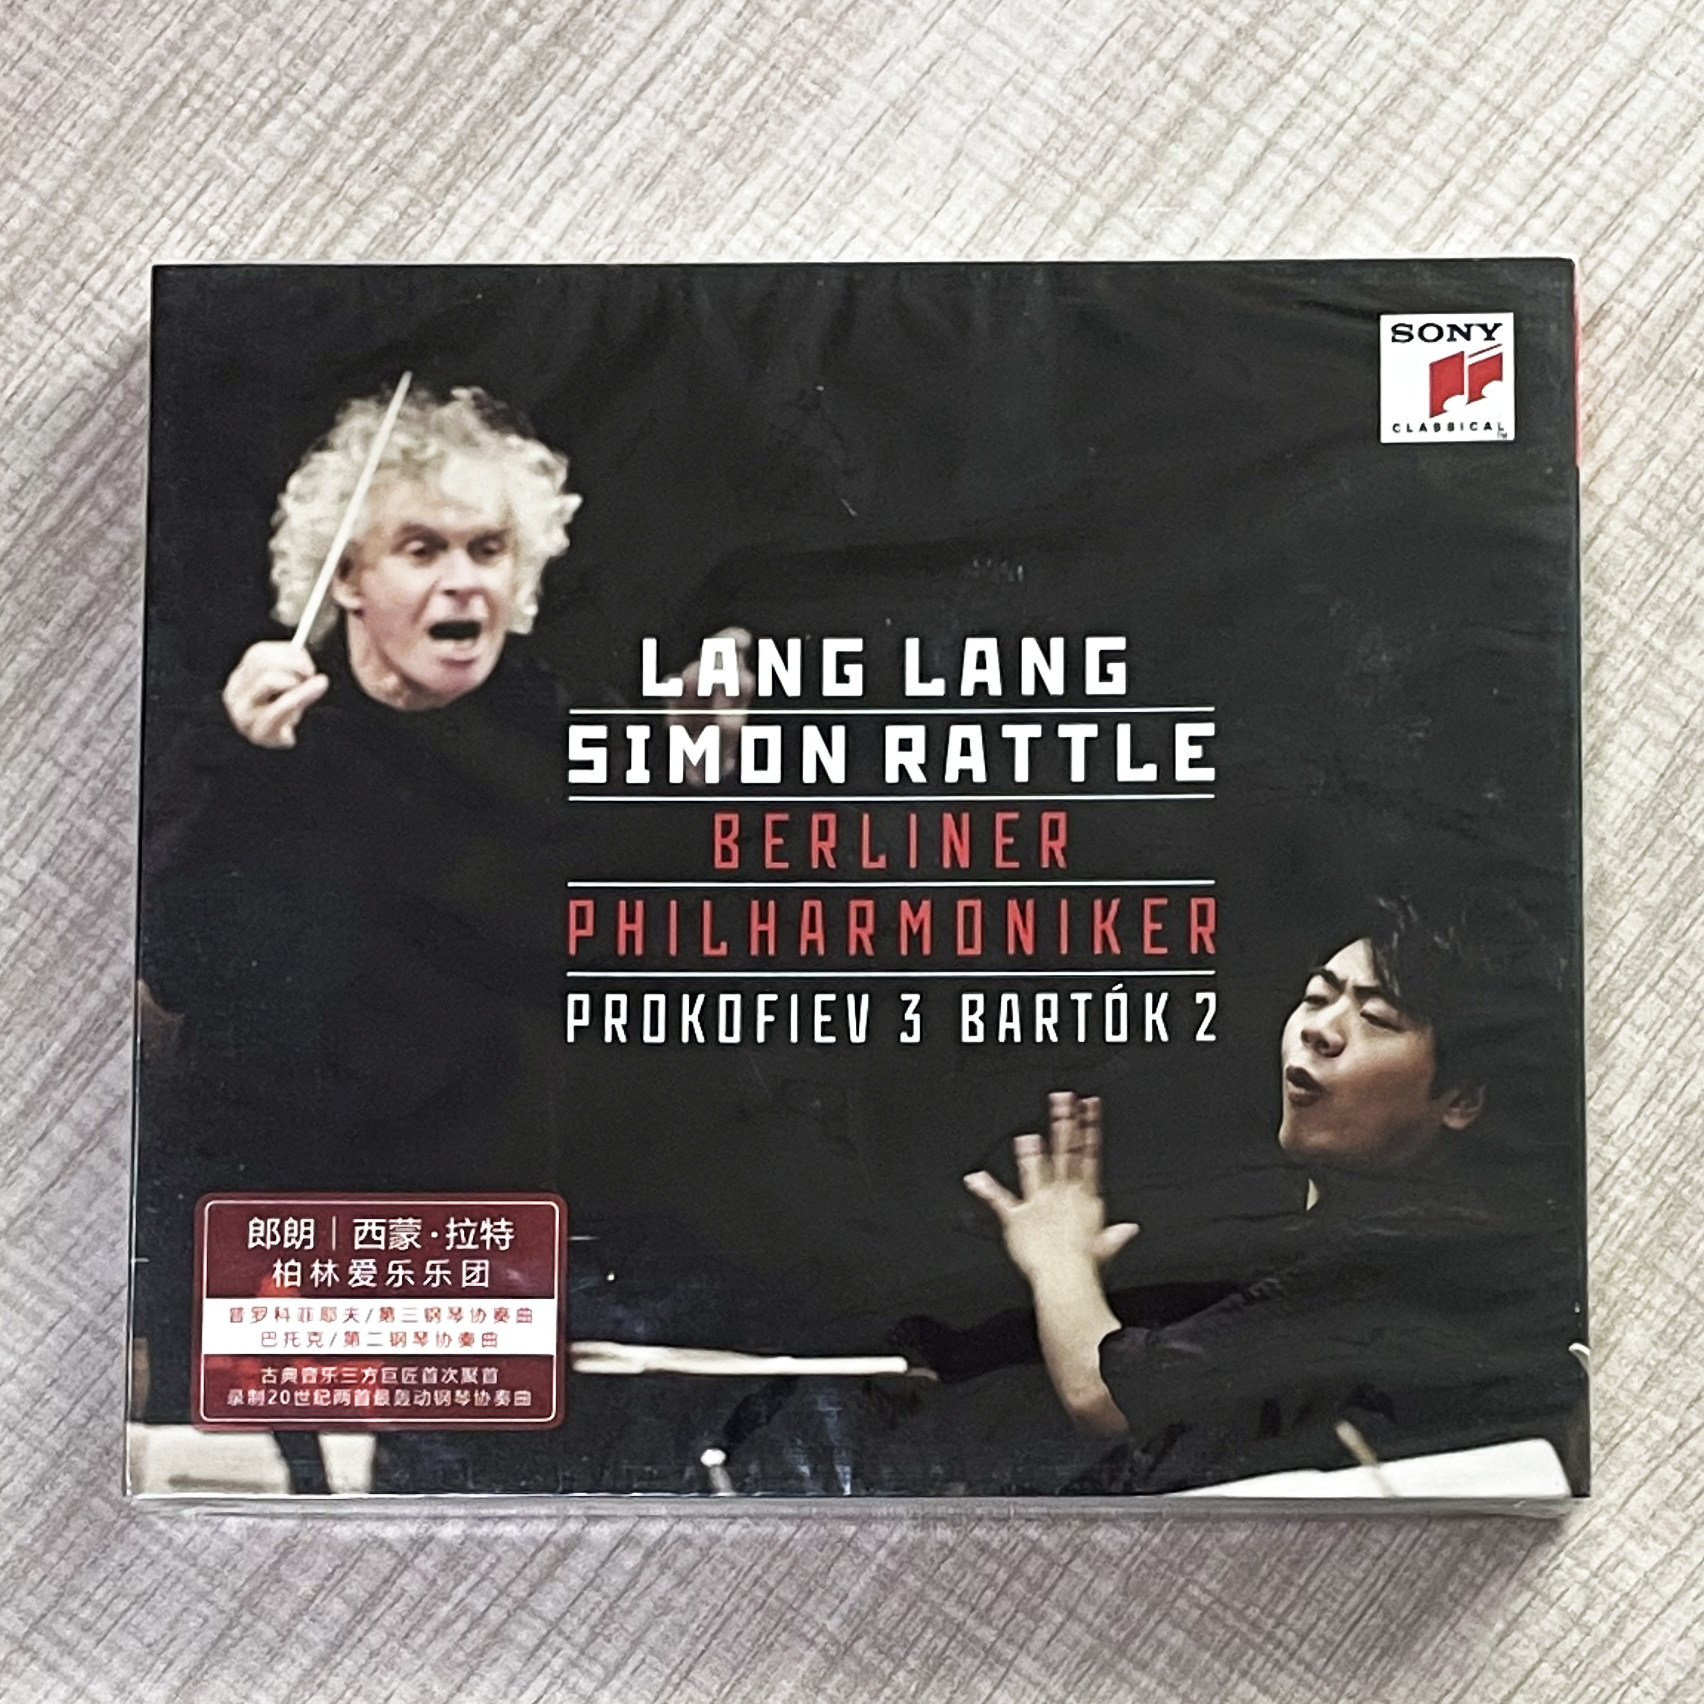 SONY
CLASSICAL
TM
LANG LANG
SIMON RATTLE
BERLINER
PHILHARMONIKER
PROKOFIEV 3 BARTÓK 2
郎朗｜西蒙·拉特
柏林爱乐乐团
普罗科菲耶夫/第三钢琴协奏曲
巴托克/第二钢琴协奏曲
古典音乐三方巨匠首次聚首
录制20世纪两首最轰动钢琴协奏曲